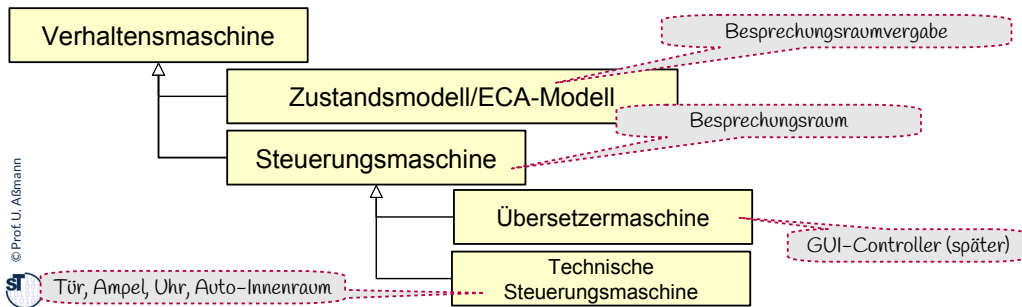 Verhaltensmaschine
Besprechungsraumvergabe
Zustandsmodell/ECA-Modell
Besprechungsraum
Steuerungsmaschine
© Prof. U. Aßmann
Übersetzermaschine
GUI-Controller (später)
Technische
Steuerungsmaschine
ST
Tür, Ampel, Uhr, Auto-Innenraum